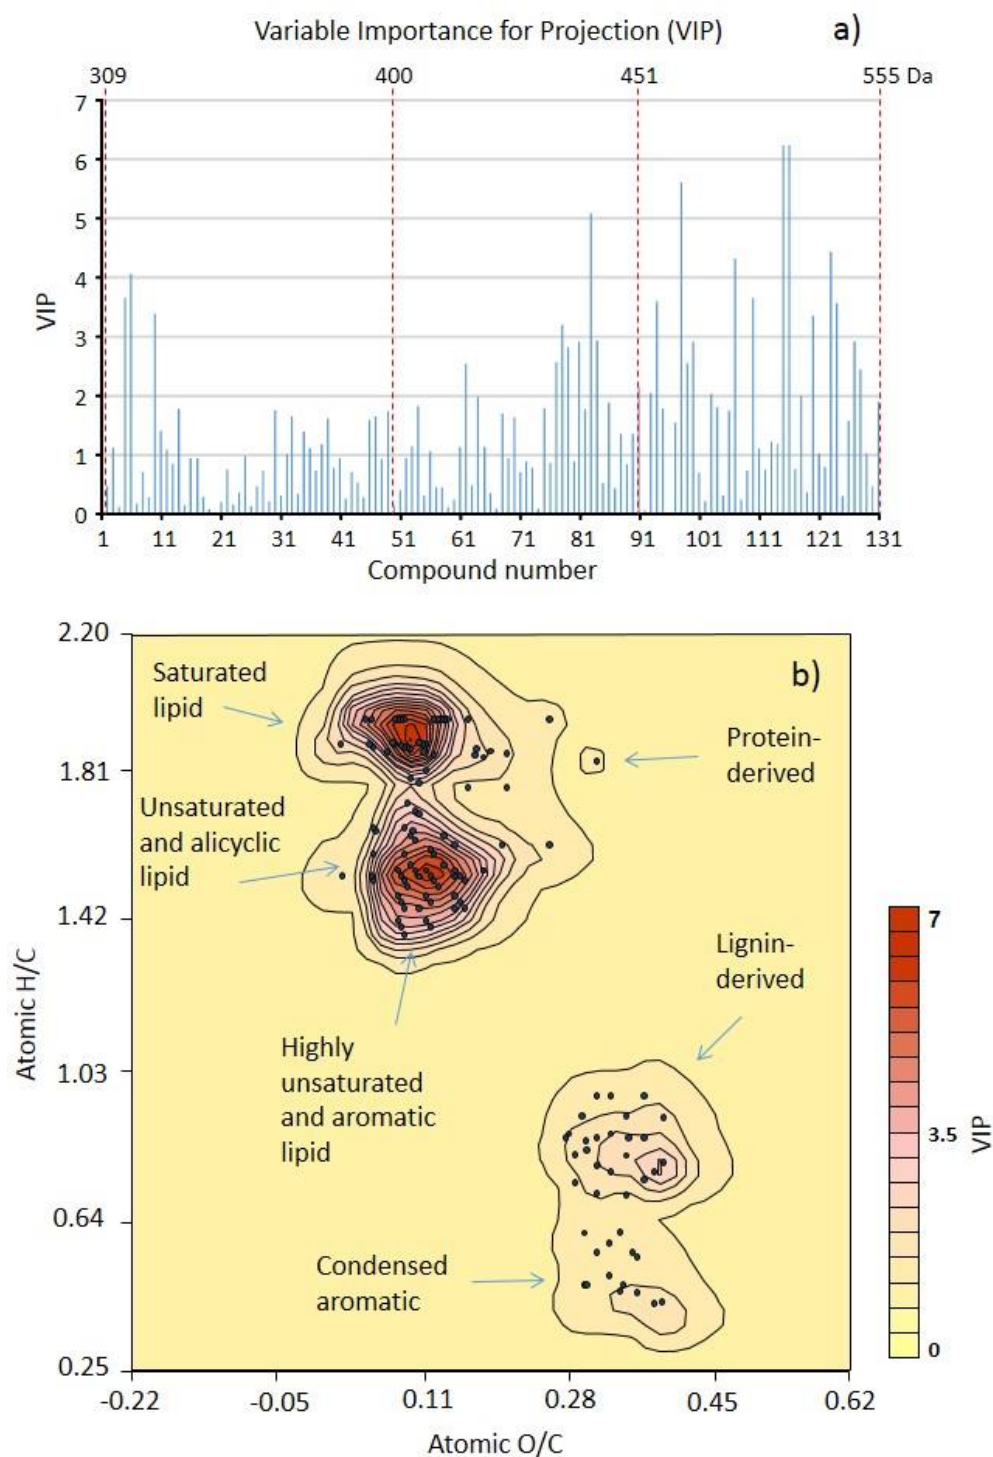 Variable Importance for Projection (VIP)
a)
309 400 451 555 Da
7
6
5
4
3
2
1
0
VIP
1 11 21 31 41 51 61 71 81 91 101 111 121 131
Compound number
2.20
1.81
1.42
1.03
0.64
0.25
Atomic H/C
b)
Saturated
lipid
Protein-
derived
Unsaturated
and alicyclic
lipid
Lignin-
derived
Highly
unsaturated
and aromatic
lipid
Condensed
aromatic
7
3.5
0
VIP
-0.22 -0.05 0.11 0.28 0.45 0.62
Atomic O/C